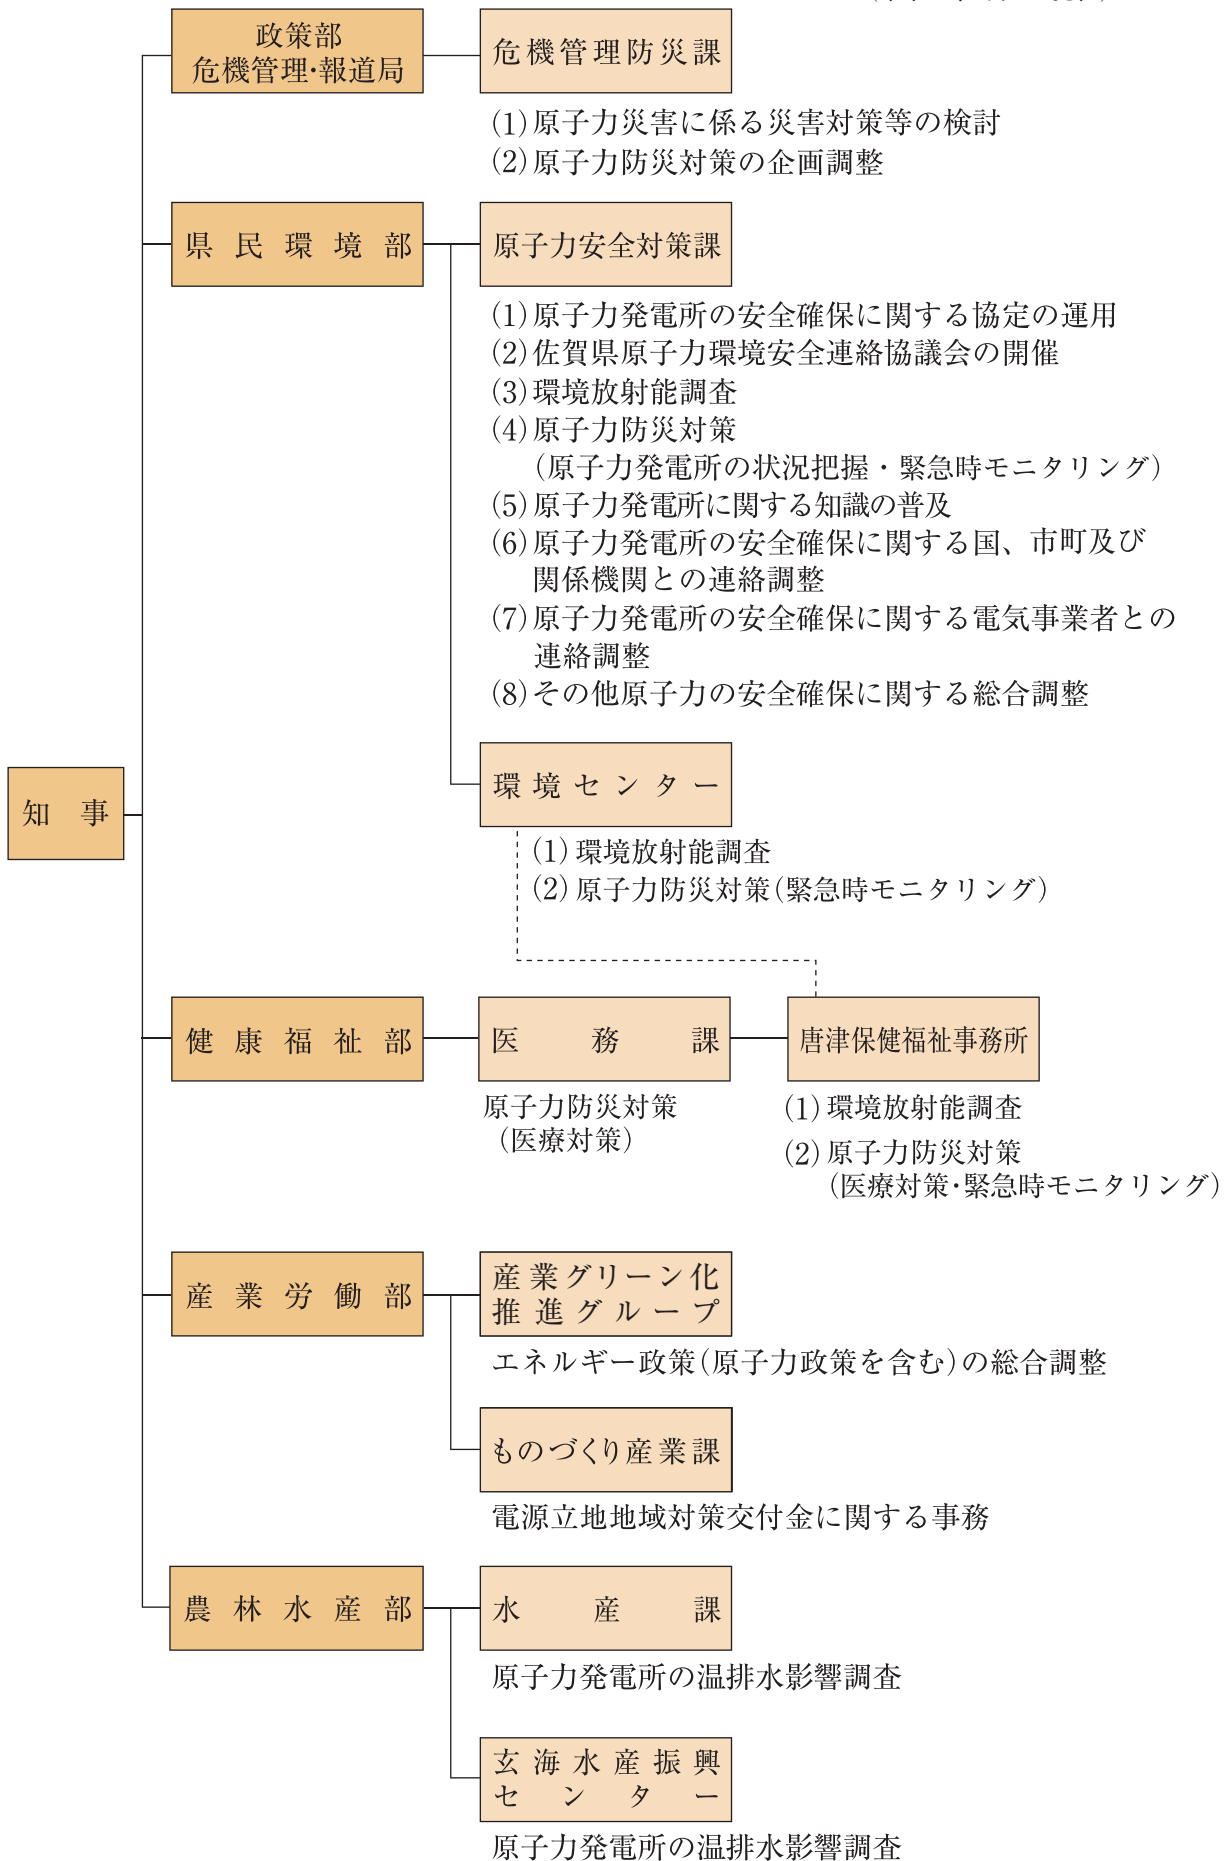 政策部
危機管理・報道局
危機管理防災課
(1)原子力災害に係る災害対策等の検討
(2)原子力防災対策の企画調整
県民環境部
原子力安全対策課
(1)原子力発電所の安全確保に関する協定の運用
(2)佐賀県原子力環境安全連絡協議会の開催
(3)環境放射能調査
(4)原子力防災対策
（原子力発電所の状況把握・緊急時モニタリング）
(5)原子力発電所に関する知識の普及
(6)原子力発電所の安全確保に関する国、市町及び
関係機関との連絡調整
(7)原子力発電所の安全確保に関する電気事業者との
連絡調整
(8)その他原子力の安全確保に関する総合調整
環境センター
(1)環境放射能調査
(2)原子力防災対策（緊急時モニタリング）
知事
健康福祉部
医務課
原子力防災対策
（医療対策）
唐津保健福祉事務所
(1)環境放射能調査
(2)原子力防災対策
（医療対策・緊急時モニタリング）
産業労働部
産業グリーン化
推進グループ
エネルギー政策（原子力政策を含む）の総合調整
ものづくり産業課
電源立地地域対策交付金に関する事務
農林水産部
水産課
原子力発電所の温排水影響調査
玄海水産振興
センター
原子力発電所の温排水影響調査